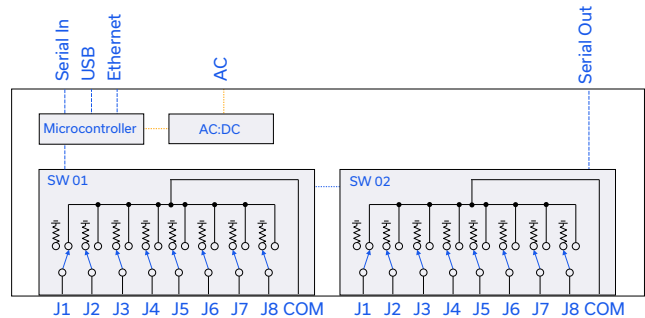 Serial In
USB
Ethernet
AC
Serial Out
Microcontroller
AC:DC
SW 01
SW 02
J1 J2 J3 J4 J5 J6 J7 J8 COM
J1 J2 J3 J4 J5 J6 J7 J8 COM